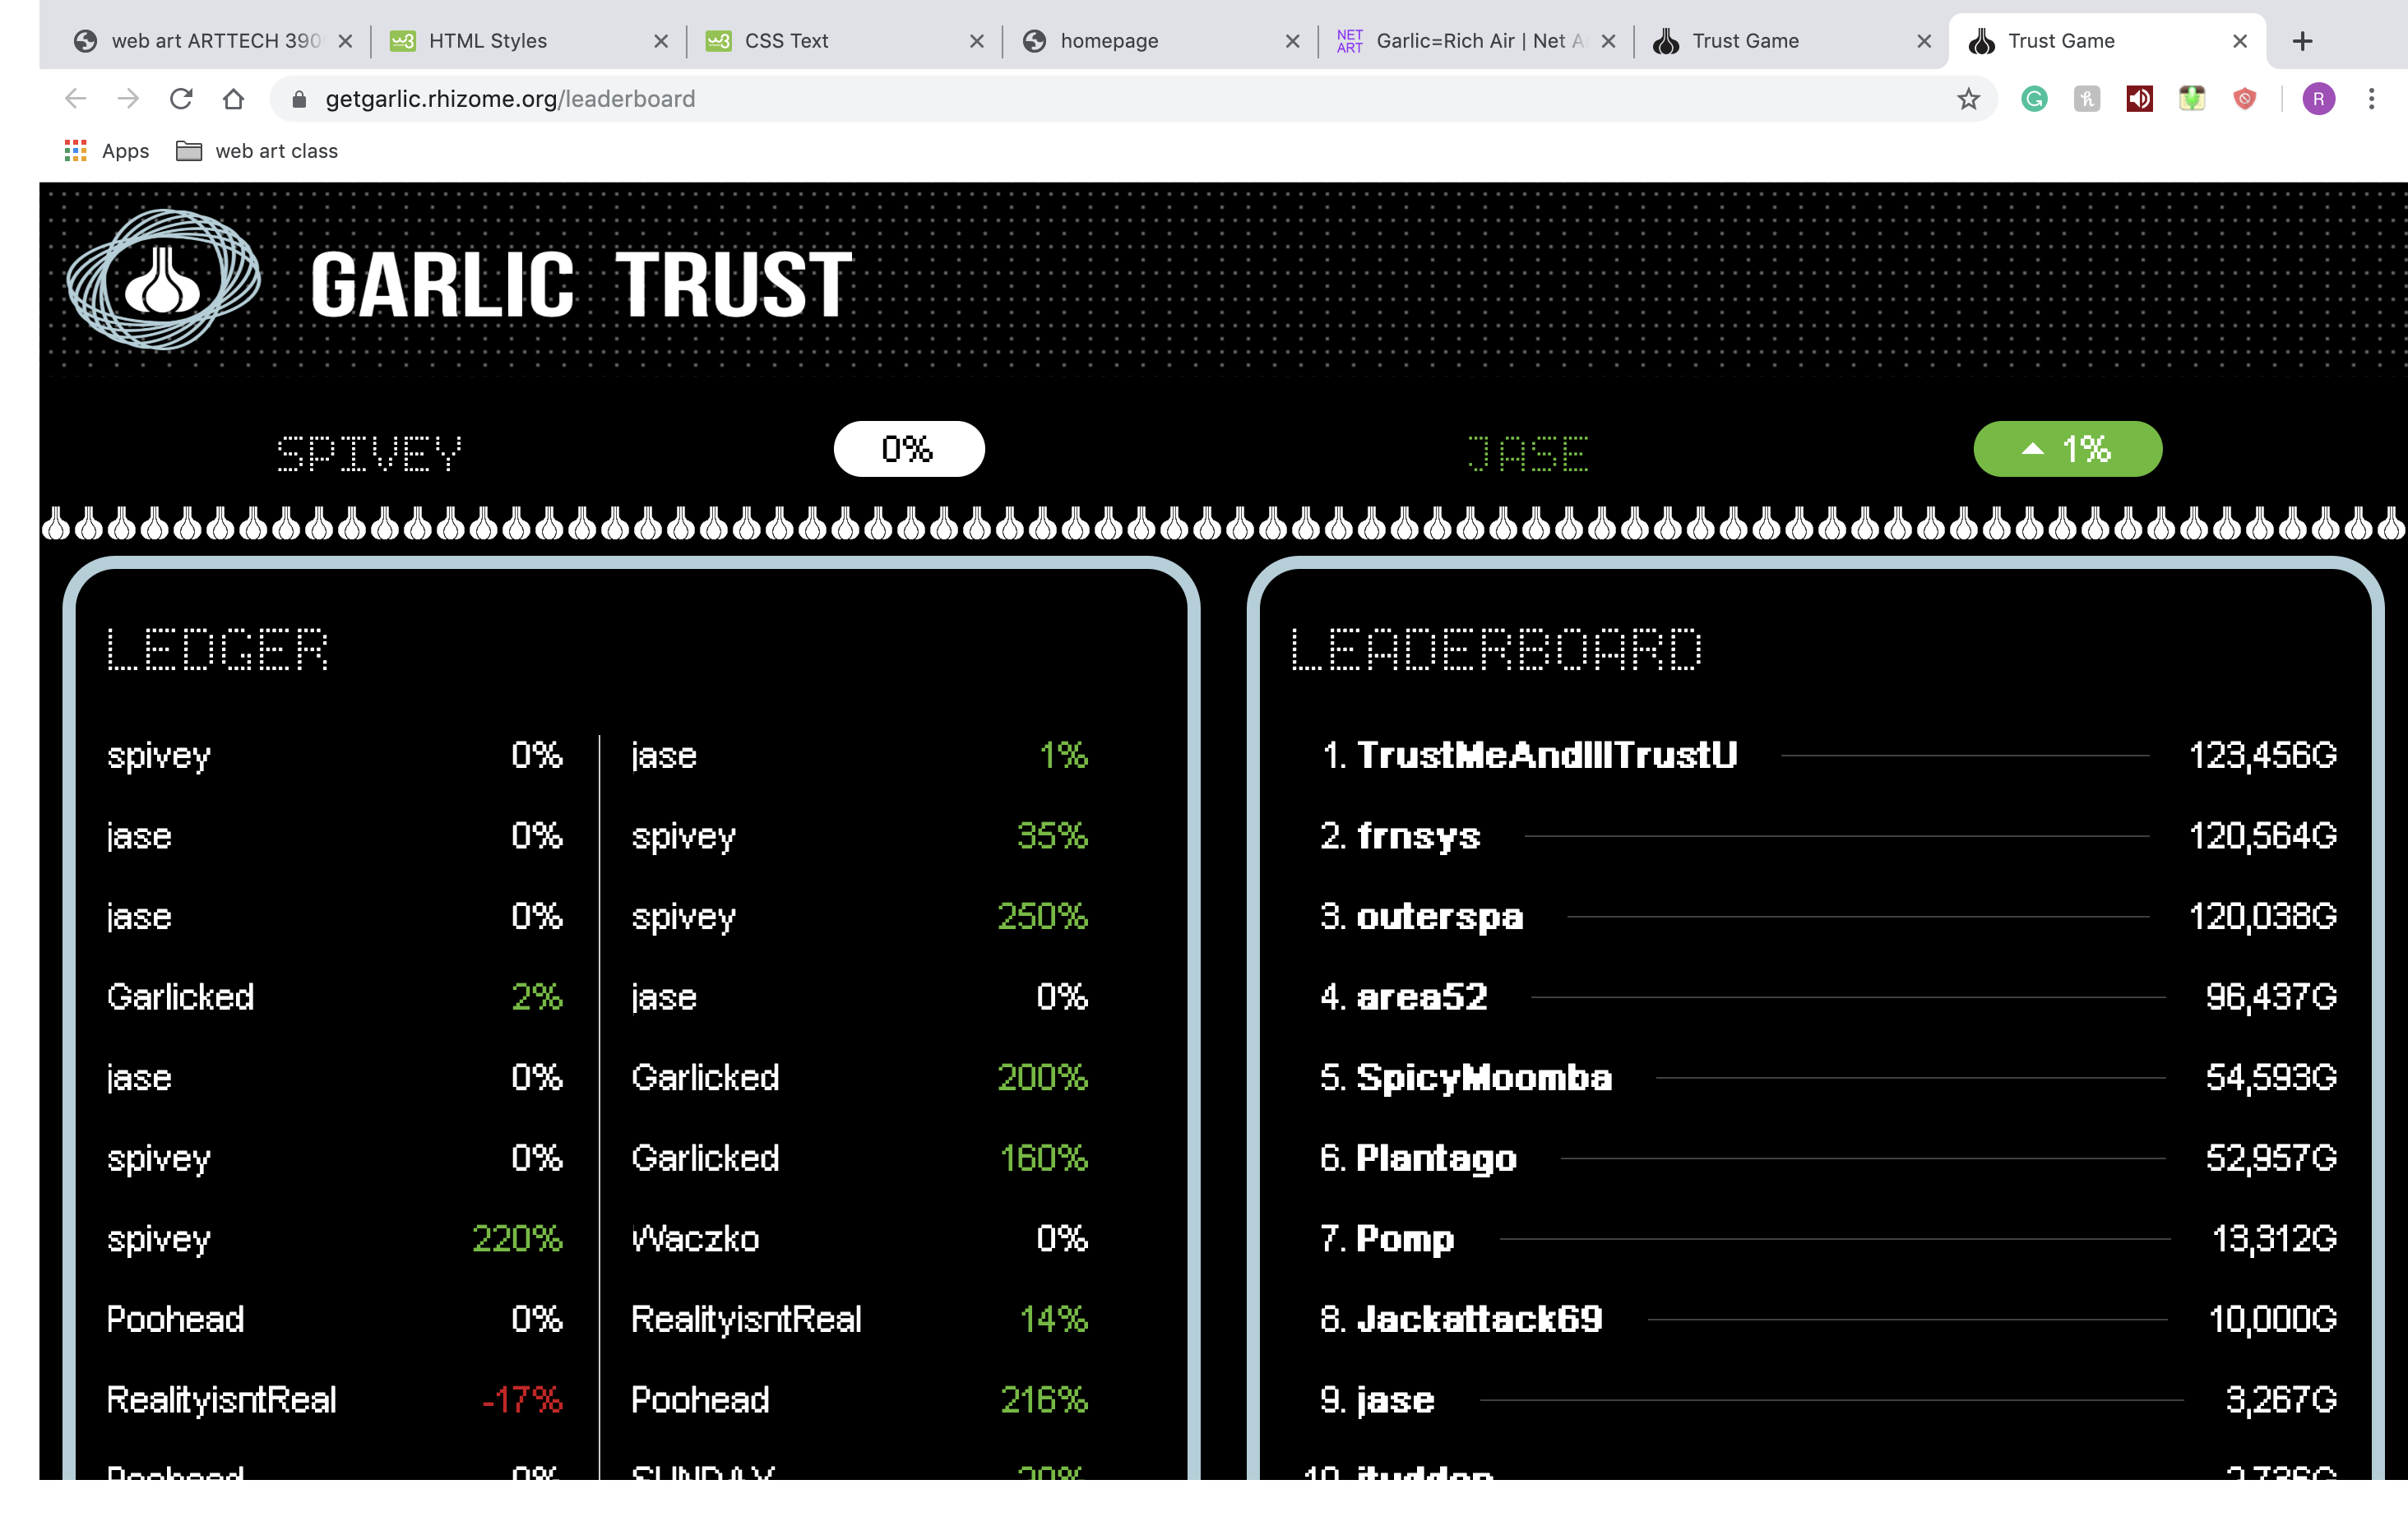 web art ARTTECH 390
HTML Styles
CSS Text
homepage
NET ART
Garlic=Rich Air | Net A
Trust Game
Trust Game
getgarlic.rhizome.org/leaderboard
R
Apps
web art class
GARLIC TRUST
SPIVEY 0% JASE 1%
LEDGER
spivey 0% jase 1%
jase 0% spivey 35%
jase 0% spivey 250%
Garlicked 2% jase 0%
jase 0% Garlicked 200%
spivey 0% Garlicked 160%
spivey 220% Waczko 0%
Poohead 0% RealityisntReal 14%
RealityisntReal -17% Poohead 216%
Poohead 0% SUNDAY
LEADERBOARD
1. TrustMeAndIllTrustU 123,456G
2. frnsys 120,564G
3. outerspa 120,038G
4. area52 96,437G
5. SpicyMoomba 54,593G
6. Plantago 52,957G
7. Pomp 13,312G
8. Jackattack69 10,000G
9. jase 3,267G
10.